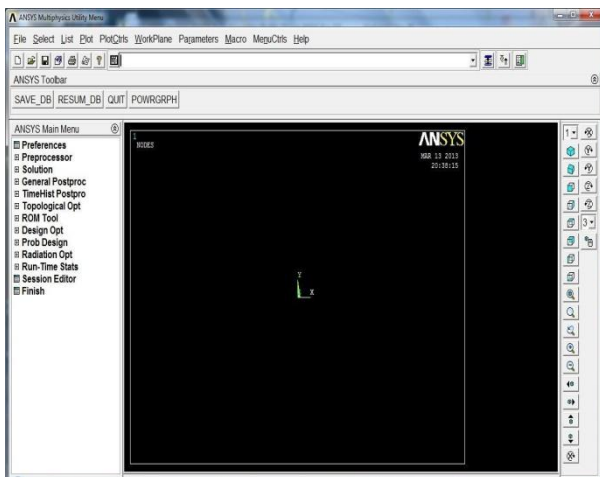 ANSYS Multiphysics Utility Menu
File Select List Plot PlotCtrls WorkPlane Parameters Macro MenuCtrls Help
ANSYS Toolbar
SAVE_DB RESUM_DB QUIT POWRGRPH
ANSYS Main Menu
Preferences
Preprocessor
Solution
General Postproc
TimeHist Postpro
Topological Opt
ROM Tool
Design Opt
Prob Design
Radiation Opt
Run-Time Stats
Session Editor
Finish
1
NODES
ANSYS
MAR 13 2013
20:38:15
Y
X
1
3